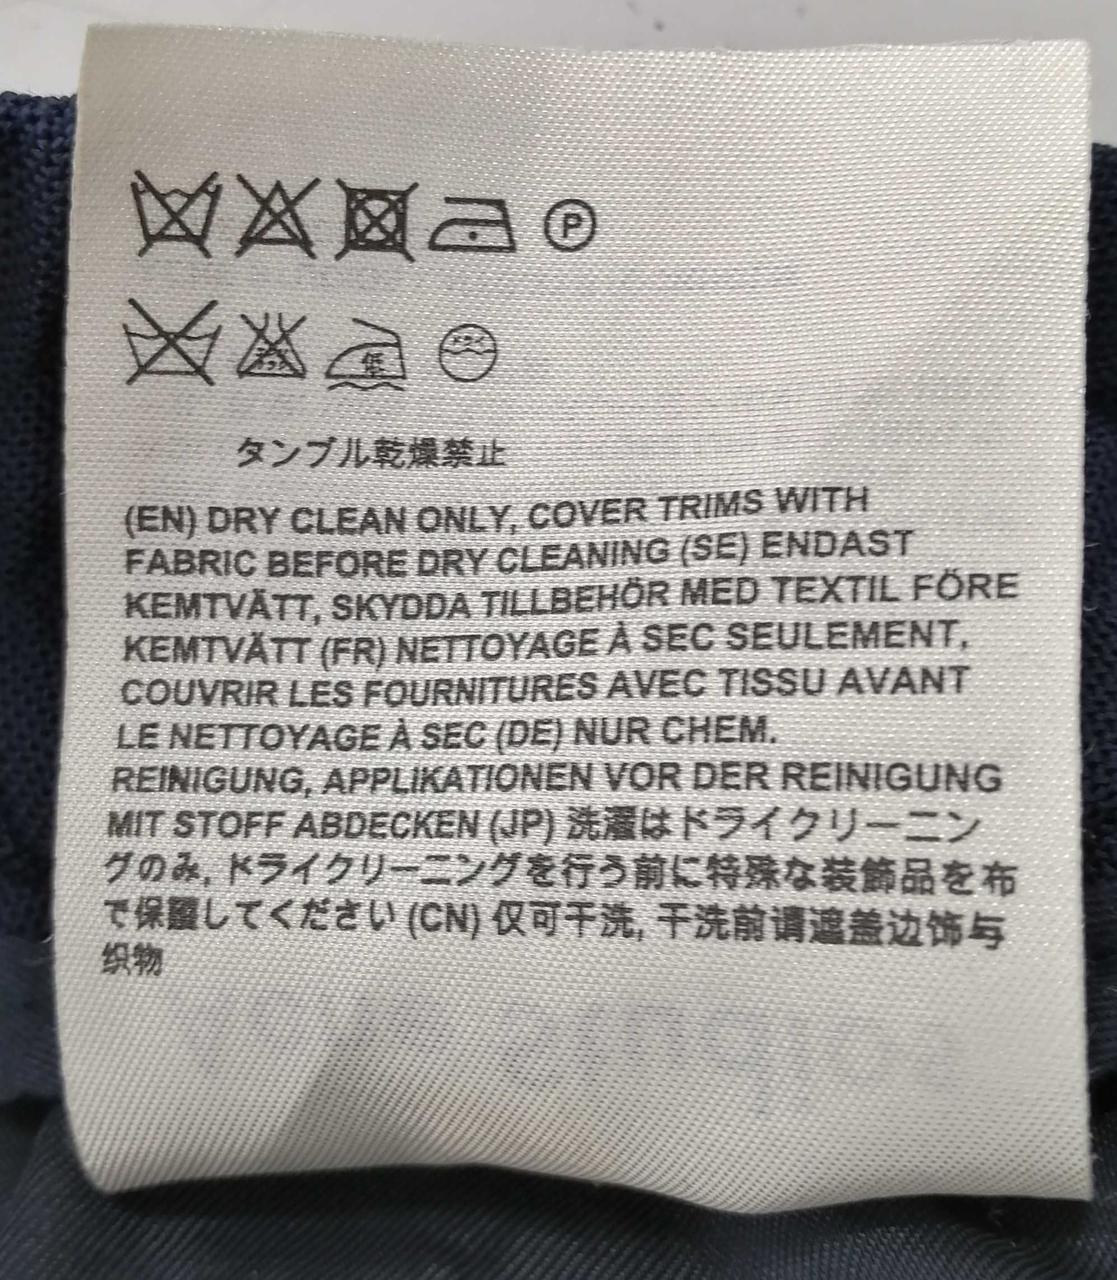 P
ドライ
低
タンブル乾燥禁止
(EN) DRY CLEAN ONLY, COVER TRIMS WITH
FABRIC BEFORE DRY CLEANING (SE) ENDAST
KEMTVÄTT, SKYDDA TILLBEHÖR MED TEXTIL FÖRE
KEMTVÄTT (FR) NETTOYAGE À SEC SEULEMENT,
COUVRIR LES FOURNITURES AVEC TISSU AVANT
LE NETTOYAGE À SEC (DE) NUR CHEM.
REINIGUNG, APPLIKATIONEN VOR DER REINIGUNG
MIT STOFF ABDECKEN (JP) 洗濯はドライクリーニン
グのみ, ドライクリーニングを行う前に特殊な装飾品を布
で保護してください (CN) 仅可干洗, 干洗前请遮盖边饰与
织物